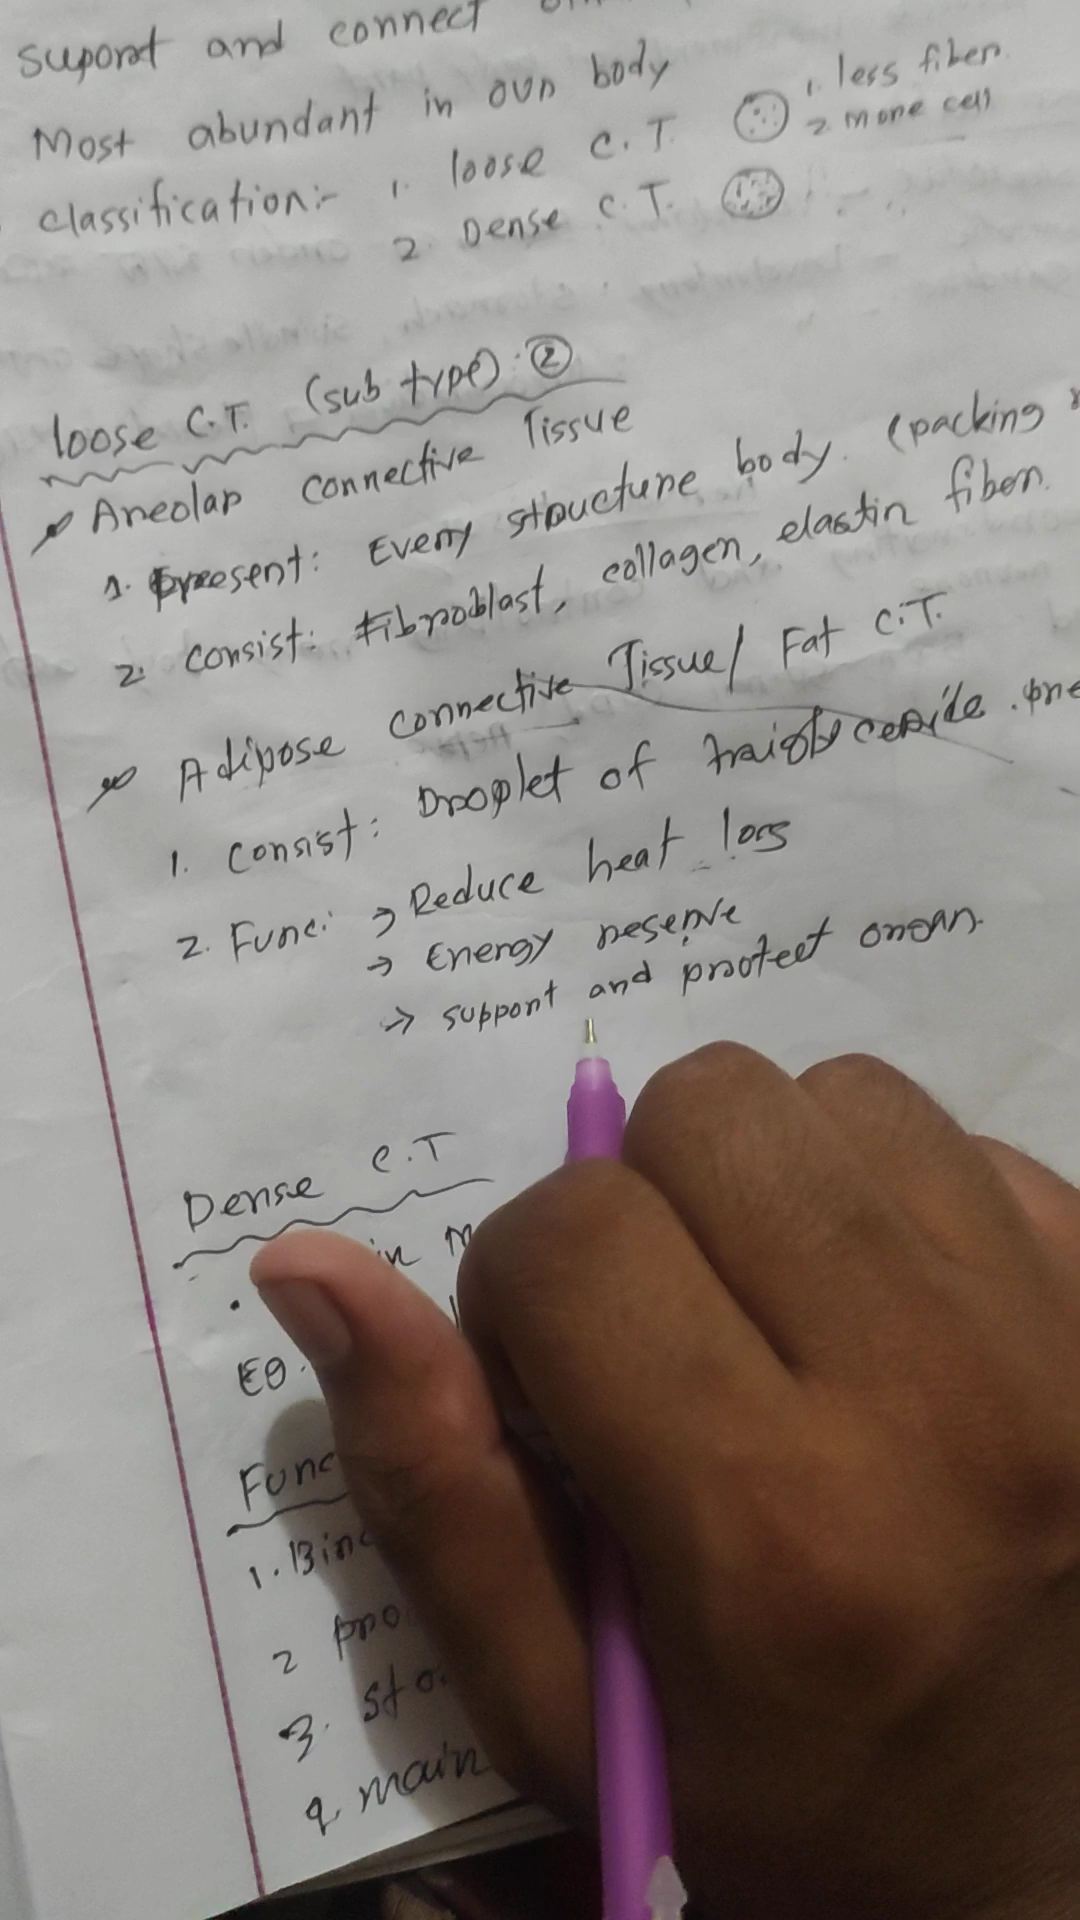 suport and connect
Most abundant in our body
1. less fiber.
2 more cell
classification:- 1. loose C.T.
2. Dense C.T.
loose C.T. (sub type) : 2
Areolar connective Tissue
1. Present: Every structure body. (packing
2. consist: Fibroblast, collagen, elastin fiber.
Adipose connective Tissue/ Fat C.T.
1. consist: Droplet of
2. Func: → Reduce heat loss
→ Energy reserve
→ support and protect organ.
Dense C.T
in
EG.
Func
1. Bin
2 pro
3. sto
4. main